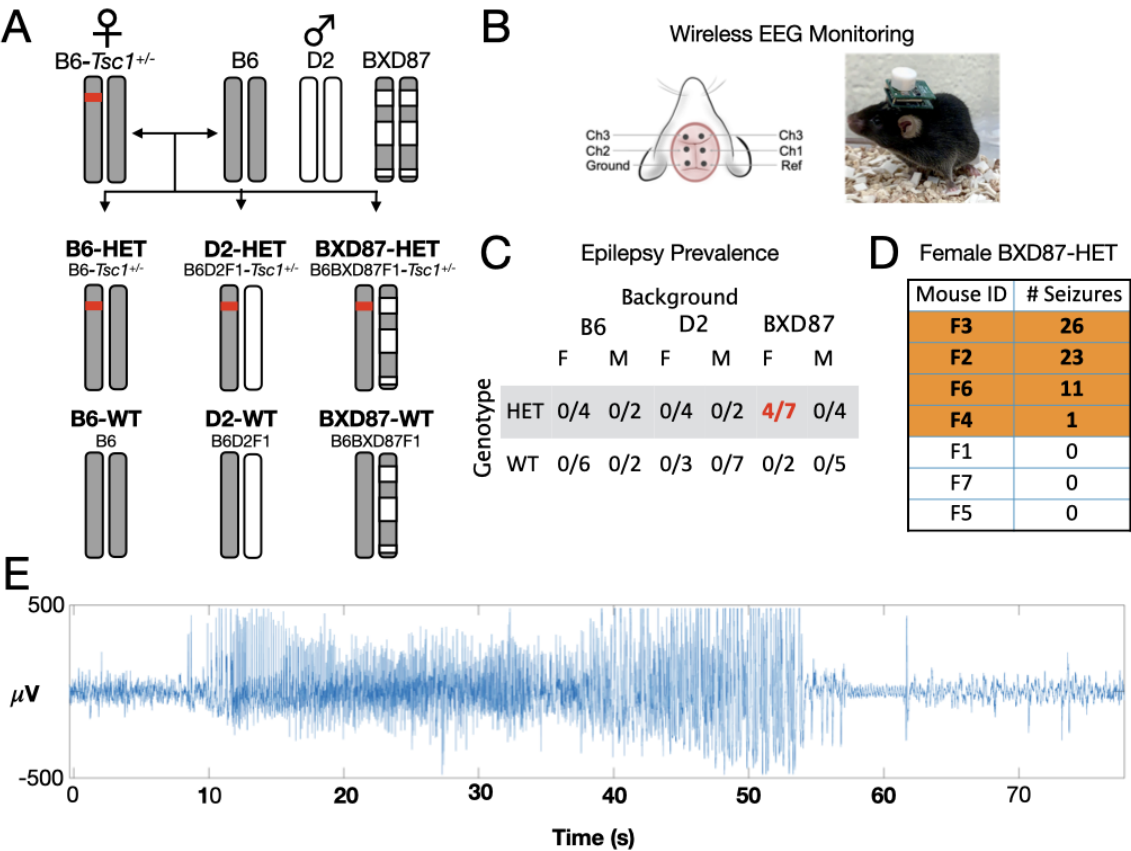 A
♀
♂
B6-Tsc1+/-
B6
D2
BXD87
B6-HET
D2-HET
BXD87-HET
B6-Tsc1+/-
B6D2F1-Tsc1+/-
B6BXD87F1-Tsc1+/-
B6-WT
D2-WT
BXD87-WT
B6
B6D2F1
B6BXD87F1
B
Wireless EEG Monitoring
Ch3
Ch2
Ground
Ch3
Ch1
Ref
C
Epilepsy Prevalence
Background
B6 D2 BXD87
F M F M F M
Genotype
HET 0/4 0/2 0/4 0/2 4/7 0/4
WT 0/6 0/2 0/3 0/7 0/2 0/5
D
Female BXD87-HET
Mouse ID # Seizures
F3 26
F2 23
F6 11
F4 1
F1 0
F7 0
F5 0
E
500
μV
-500
0 10 20 30 40 50 60 70
Time (s)